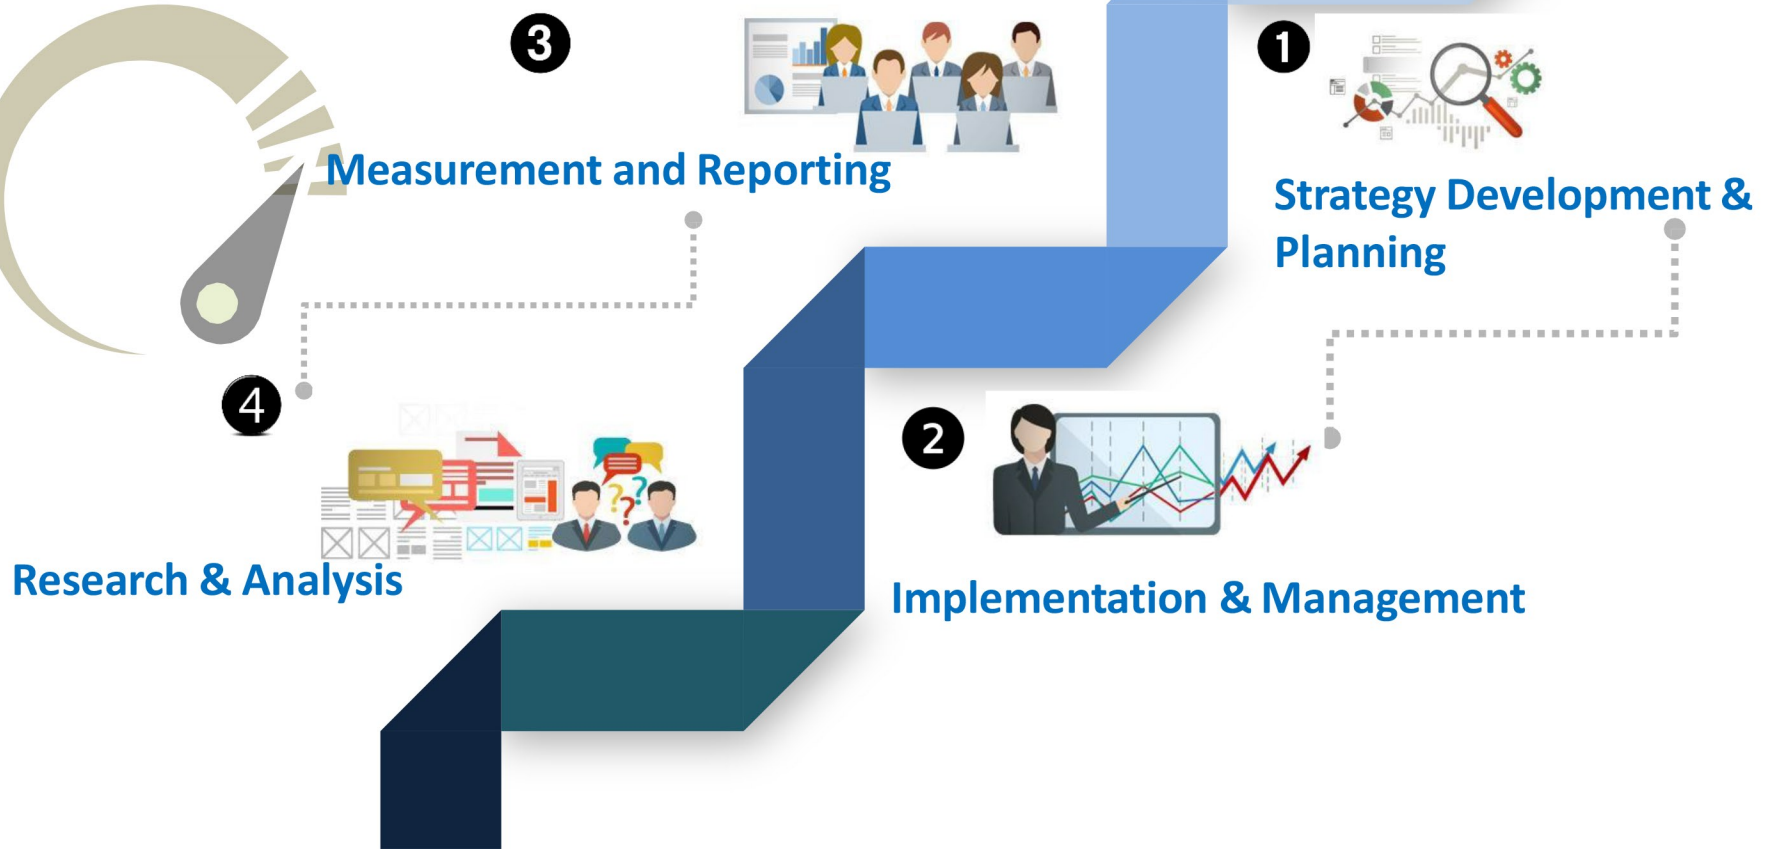 3
Measurement and Reporting
1
Strategy Development &
Planning
4
Research & Analysis
2
Implementation & Management